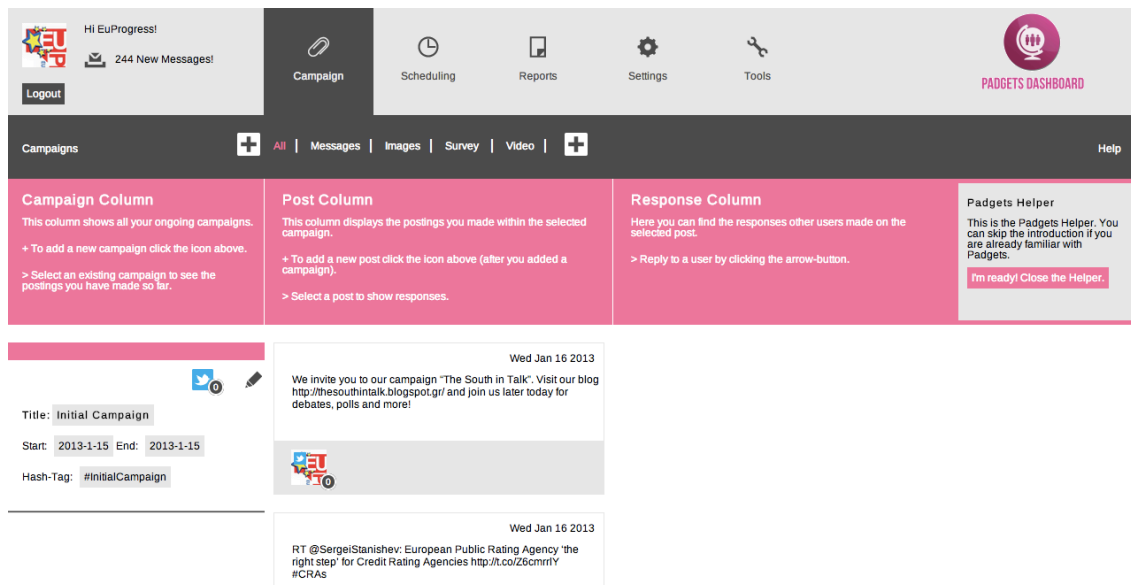 Hi EuProgress!
244 New Messages!
Logout
Campaign
Scheduling
Reports
Settings
Tools
PADGETS DASHBOARD
Campaigns
All | Messages | Images | Survey | Video |
Help
Campaign Column
This column shows all your ongoing campaigns.
+ To add a new campaign click the icon above.
> Select an existing campaign to see the
postings you have made so far.
Post Column
This column displays the postings you made within the selected
campaign.
+ To add a new post click the icon above (after you added a
campaign).
> Select a post to show responses.
Response Column
Here you can find the responses other users made on the
selected post.
> Reply to a user by clicking the arrow-button.
Padgets Helper
This is the Padgets Helper. You
can skip the introduction if you
are already familiar with
Padgets.
I'm ready! Close the Helper.
0
Title: Initial Campaign
Start: 2013-1-15 End: 2013-1-15
Hash-Tag: #InitialCampaign
Wed Jan 16 2013
We invite you to our campaign “The South in Talk”. Visit our blog
http://thesouthintalk.blogspot.gr/ and join us later today for
debates, polls and more!
EU
0
Wed Jan 16 2013
RT @SergeiStanishev: European Public Rating Agency 'the
right step' for Credit Rating Agencies http://t.co/Z6cmrrlY
#CRAs